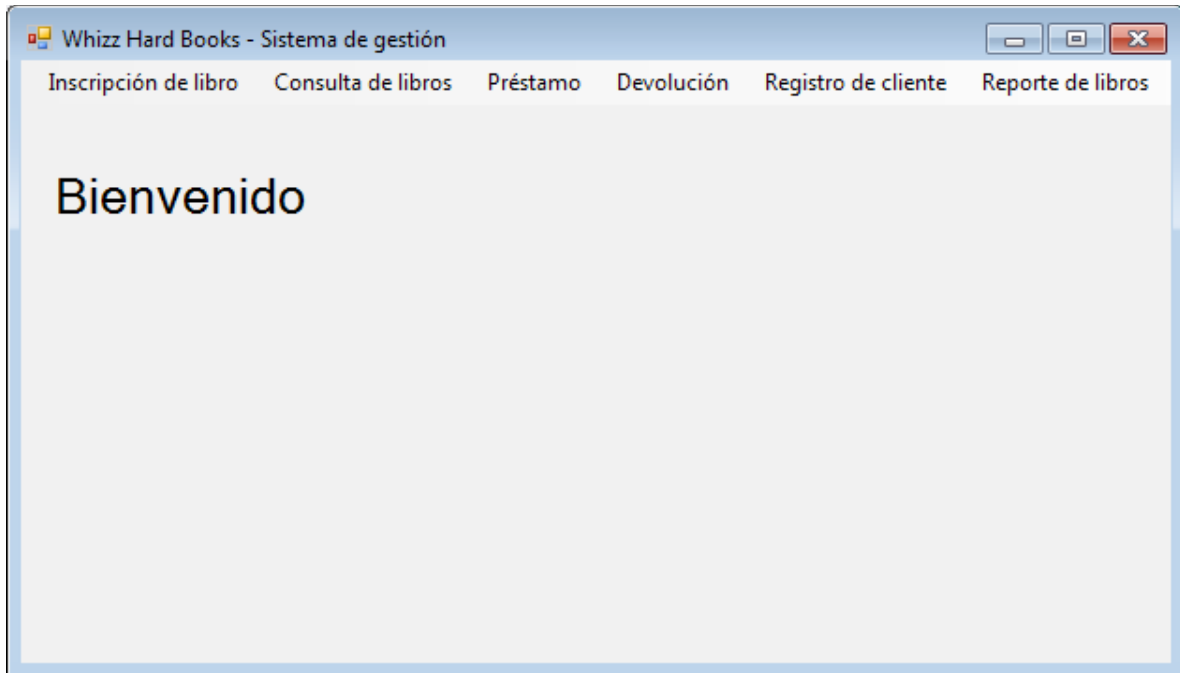 Whizz Hard Books - Sistema de gestión
Inscripción de libro Consulta de libros Préstamo Devolución Registro de cliente Reporte de libros
Bienvenido